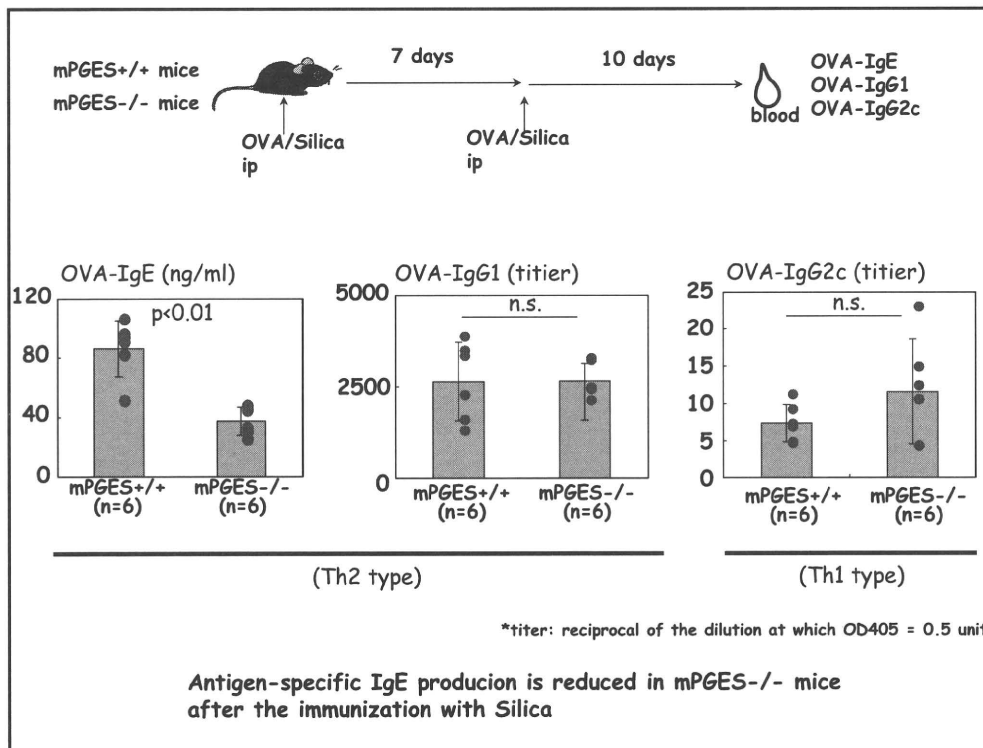 mPGES+/+ mice
mPGES-/- mice
7 days
10 days
OVA-IgE
OVA-IgG1
OVA-IgG2c
blood
OVA/Silica
ip
OVA/Silica
ip
OVA-IgE (ng/ml)
120
80
40
0
p<0.01
mPGES+/+
(n=6)
mPGES-/-
(n=6)
OVA-IgG1 (titier)
5000
2500
0
n.s.
mPGES+/+
(n=6)
mPGES-/-
(n=6)
OVA-IgG2c (titier)
25
20
15
10
5
0
n.s.
mPGES+/+
(n=6)
mPGES-/-
(n=6)
(Th2 type)
(Th1 type)
*titer: reciprocal of the dilution at which OD405 = 0.5 unit
Antigen-specific IgE producion is reduced in mPGES-/- mice
after the immunization with Silica